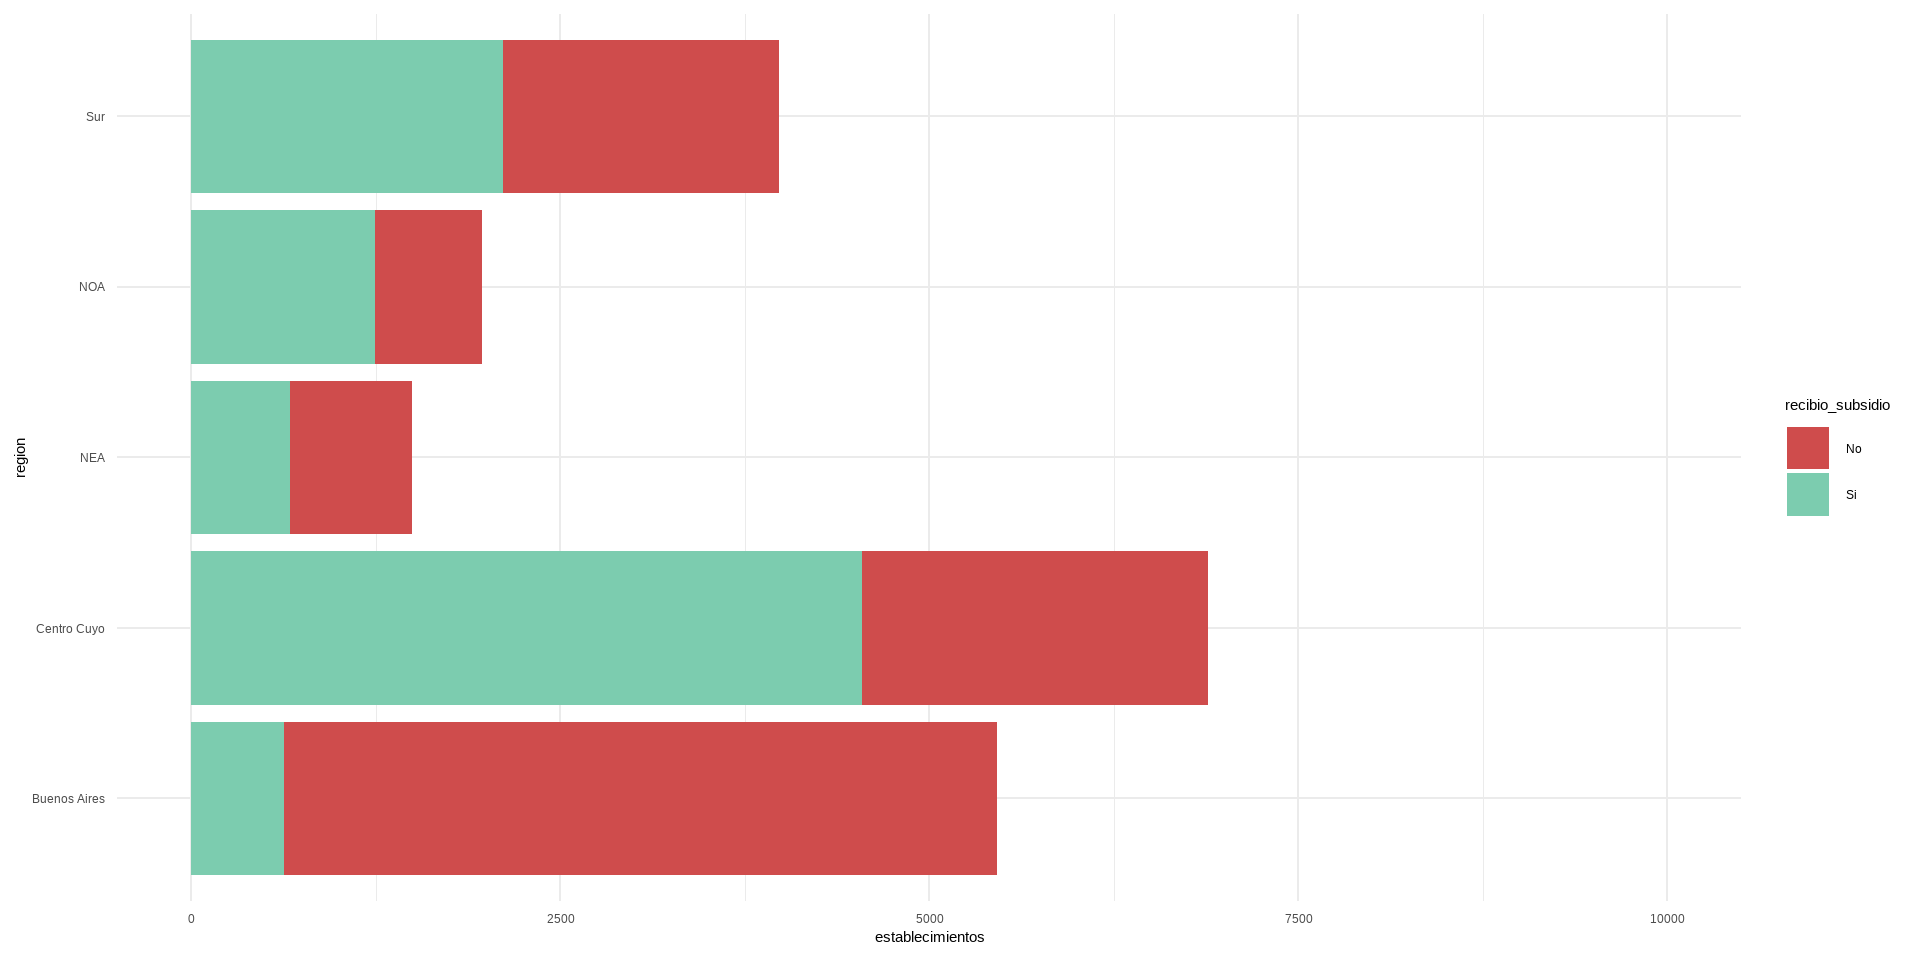 Sur
NOA
NEA
Centro Cuyo
Buenos Aires
region
0
2500
5000
7500
10000
establecimientos
recibio_subsidio
No
Si